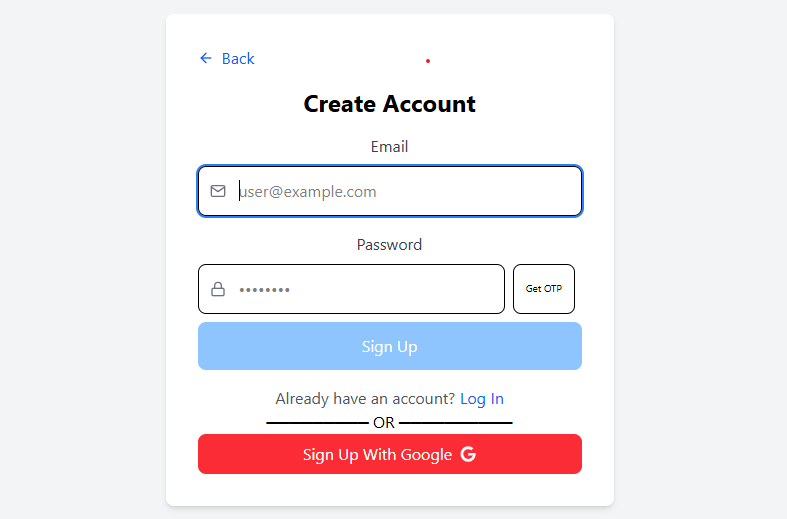 Back
Create Account
Email
user@example.com
Password
••••••••
Get OTP
Sign Up
Already have an account? Log In
OR
Sign Up With Google G